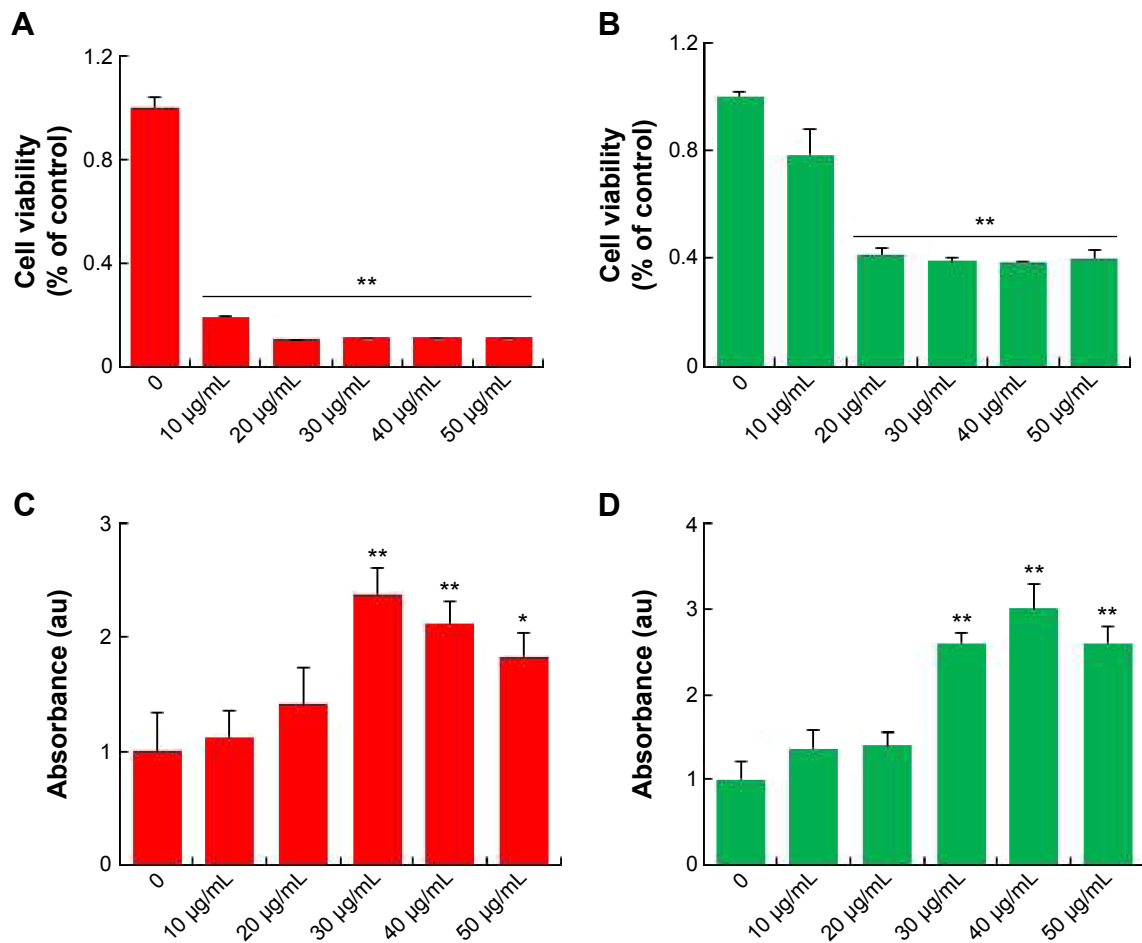 A
Cell viability
(% of control)
1.2
0.8
0.4
0
**
0
10 µg/mL
20 µg/mL
30 µg/mL
40 µg/mL
50 µg/mL
B
Cell viability
(% of control)
1.2
0.8
0.4
0
**
0
10 µg/mL
20 µg/mL
30 µg/mL
40 µg/mL
50 µg/mL
C
Absorbance (au)
3
2
1
0
**
**
*
0
10 µg/mL
20 µg/mL
30 µg/mL
40 µg/mL
50 µg/mL
D
Absorbance (au)
4
3
2
1
0
**
**
**
0
10 µg/mL
20 µg/mL
30 µg/mL
40 µg/mL
50 µg/mL